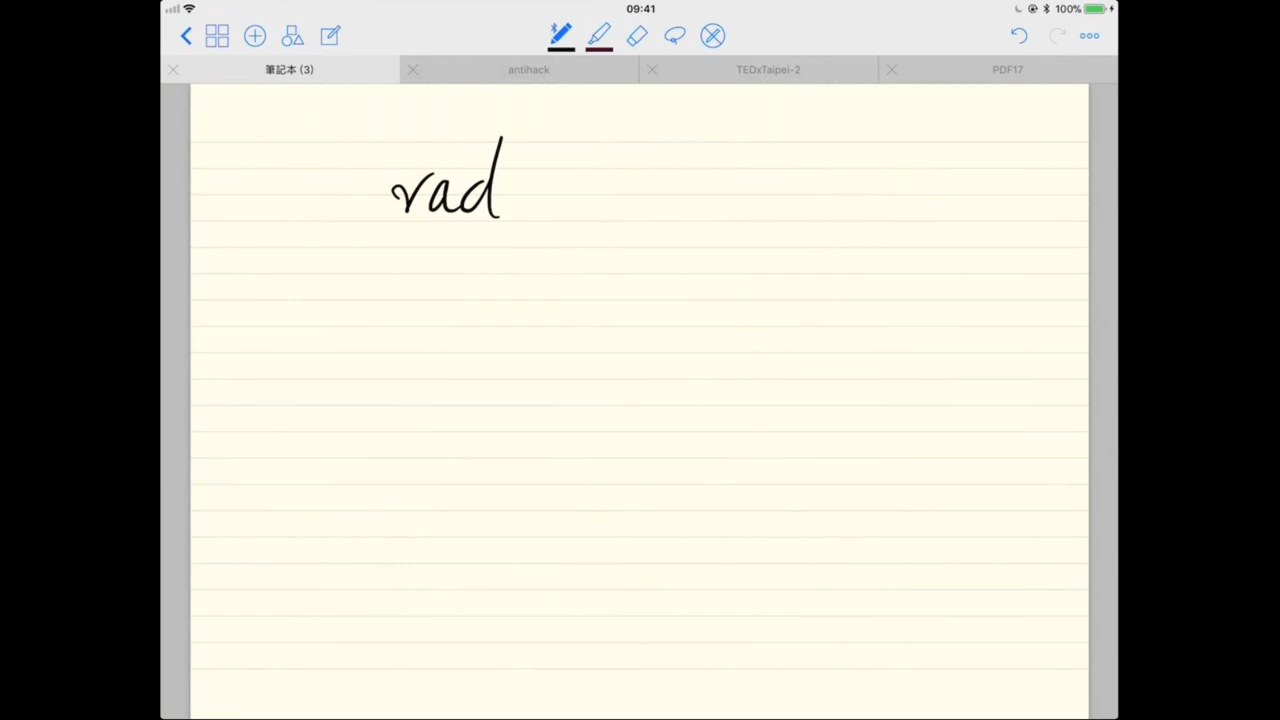 09:41
100%
筆記本 (3)
antihack
TEDxTaipei-2
PDF17
rad